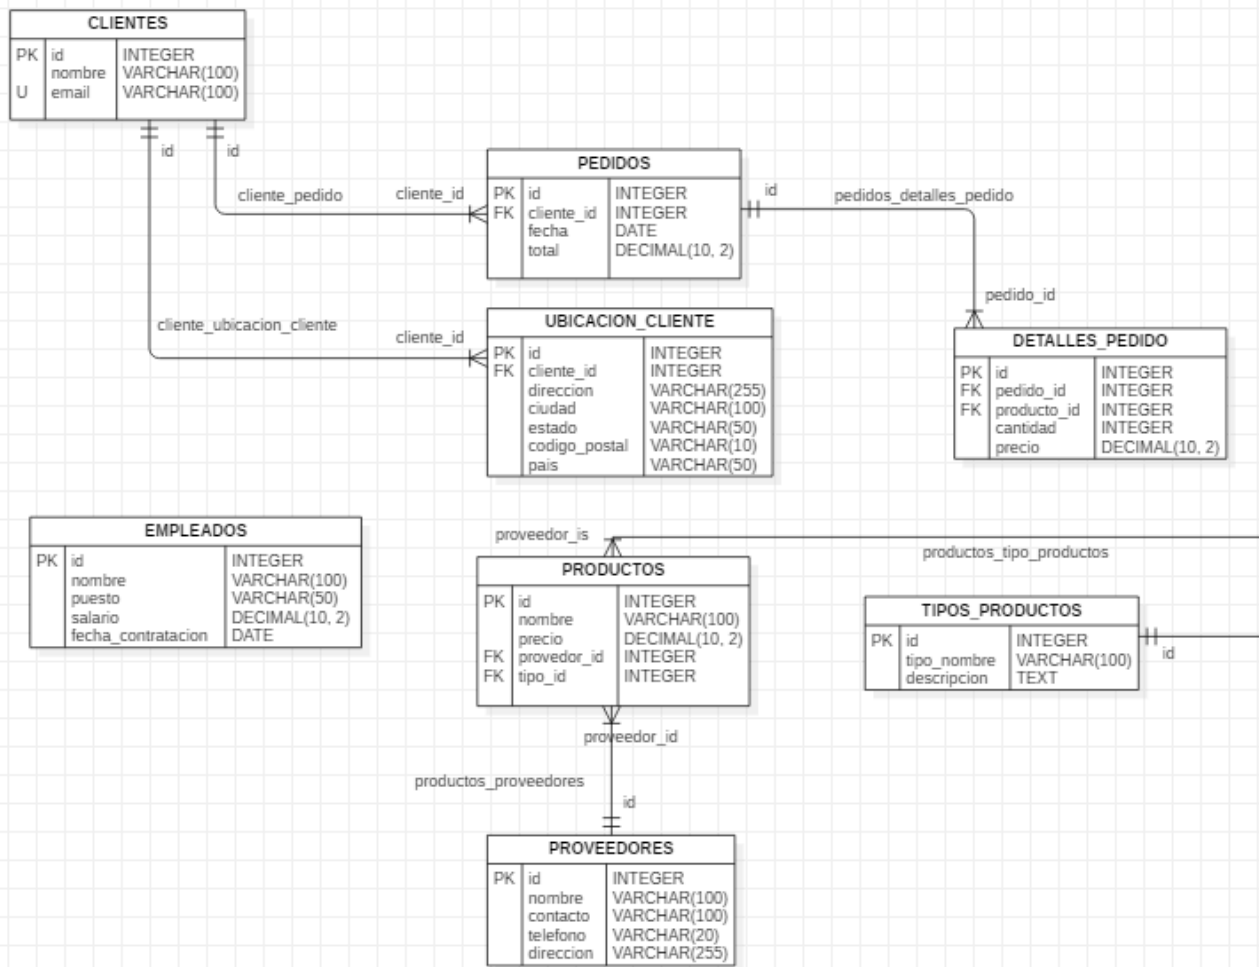 CLIENTES
PK id INTEGER
nombre VARCHAR(100)
U email VARCHAR(100)
id
id
cliente_pedido
cliente_id
PEDIDOS
PK id INTEGER
FK cliente_id INTEGER
fecha DATE
total DECIMAL(10, 2)
id
pedidos_detalles_pedido
pedido_id
cliente_ubicacion_cliente
cliente_id
UBICACION_CLIENTE
PK id INTEGER
FK cliente_id INTEGER
direccion VARCHAR(255)
ciudad VARCHAR(100)
estado VARCHAR(50)
codigo_postal VARCHAR(10)
pais VARCHAR(50)
DETALLES_PEDIDO
PK id INTEGER
FK pedido_id INTEGER
FK producto_id INTEGER
cantidad INTEGER
precio DECIMAL(10, 2)
EMPLEADOS
PK id INTEGER
nombre VARCHAR(100)
puesto VARCHAR(50)
salario DECIMAL(10, 2)
fecha_contratacion DATE
proveedor_is
productos_tipo_productos
PRODUCTOS
PK id INTEGER
nombre VARCHAR(100)
precio DECIMAL(10, 2)
FK provedor_id INTEGER
FK tipo_id INTEGER
TIPOS_PRODUCTOS
PK id INTEGER
tipo_nombre VARCHAR(100)
descripcion TEXT
id
proveedor_id
productos_proveedores
id
PROVEEDORES
PK id INTEGER
nombre VARCHAR(100)
contacto VARCHAR(100)
telefono VARCHAR(20)
direccion VARCHAR(255)